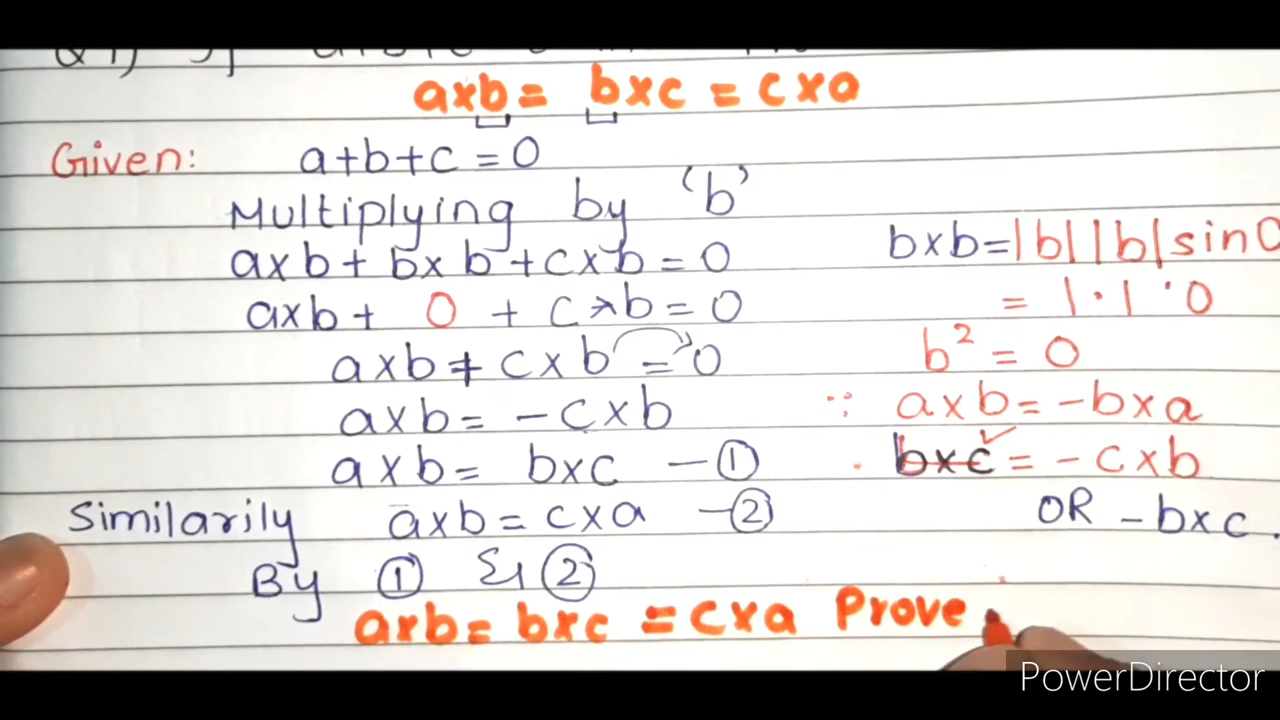 a×b = b×c = c×a
Given: a+b+c = 0
Multiplying by 'b'
a×b + b×b + c×b = 0
a×b + 0 + c×b = 0
a×b + c×b = 0
a×b = - c×b
a×b = b×c - ①
Similarily a×b = c×a - ②
By ① & ②
a×b = b×c = c×a Prove
b×b = |b||b| sin0
= 1·1·0
b² = 0
∵ a×b = -b×a
b×c = - c×b
OR - b×c.
PowerDirector